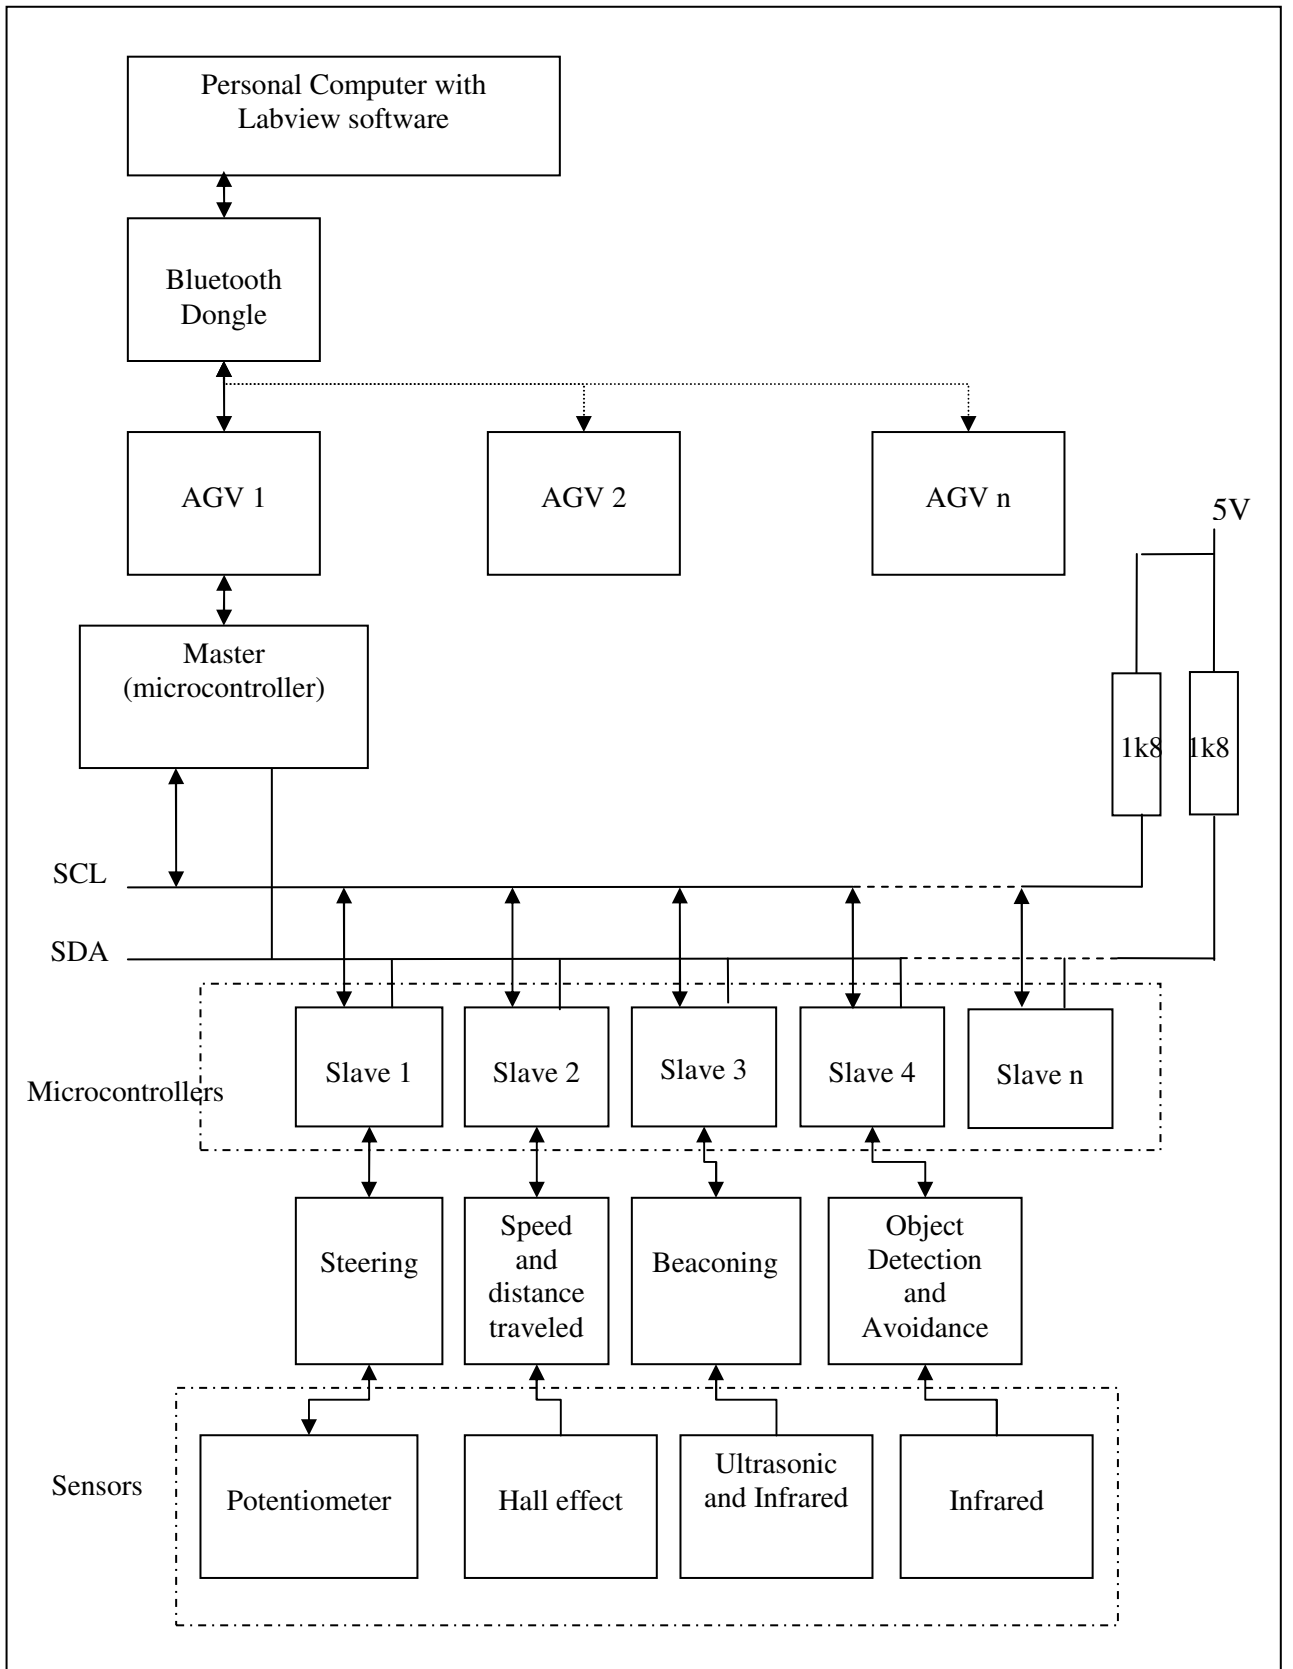 Personal Computer with
Labview software
Bluetooth
Dongle
AGV 1
AGV 2
AGV n
5V
Master
(microcontroller)
1k8
1k8
SCL
SDA
Microcontrollers
Slave 1
Slave 2
Slave 3
Slave 4
Slave n
Steering
Speed
and
distance
traveled
Beaconing
Object
Detection
and
Avoidance
Sensors
Potentiometer
Hall effect
Ultrasonic
and Infrared
Infrared